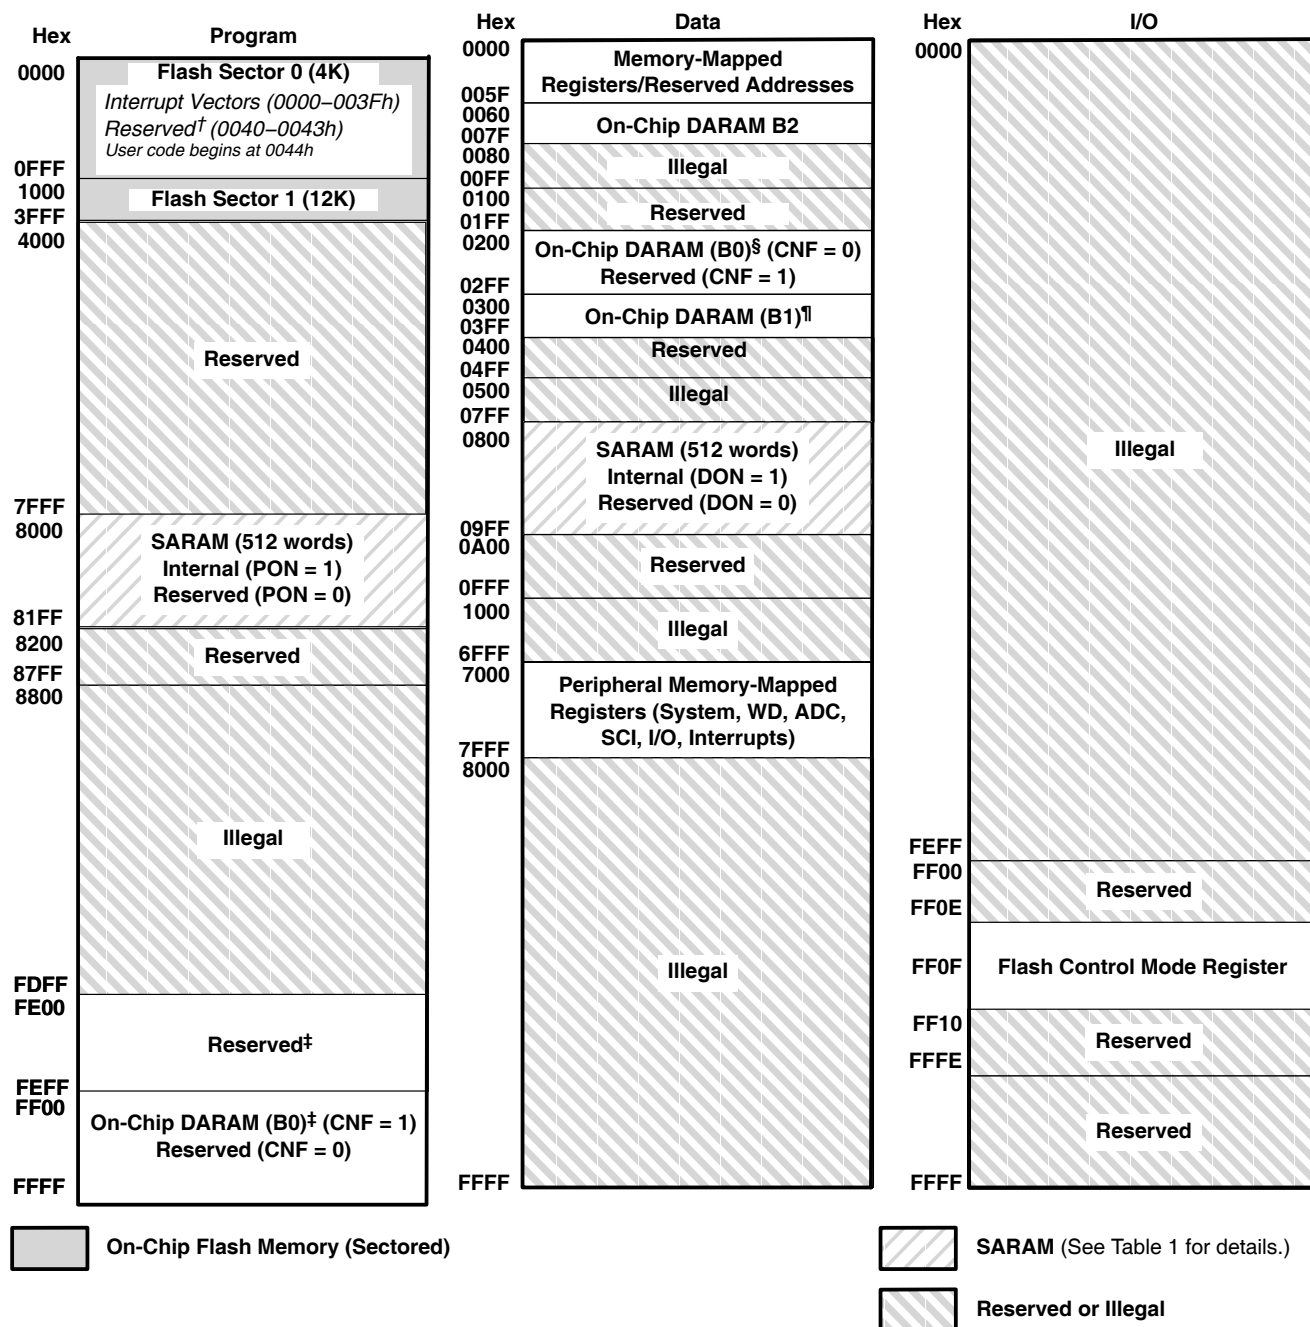 Hex Program
0000
Flash Sector 0 (4K)
Interrupt Vectors (0000–003Fh)
Reserved† (0040–0043h)
User code begins at 0044h
0FFF
1000
Flash Sector 1 (12K)
3FFF
4000
Reserved
7FFF
8000
SARAM (512 words)
Internal (PON = 1)
Reserved (PON = 0)
81FF
8200
Reserved
87FF
8800
Illegal
FDFF
FE00
Reserved‡
FEFF
FF00
On-Chip DARAM (B0)‡ (CNF = 1)
Reserved (CNF = 0)
FFFF
Hex Data
0000
Memory-Mapped
Registers/Reserved Addresses
005F
0060
On-Chip DARAM B2
007F
0080
Illegal
00FF
0100
Reserved
01FF
0200
On-Chip DARAM (B0)§ (CNF = 0)
Reserved (CNF = 1)
02FF
0300
On-Chip DARAM (B1)¶
03FF
0400
Reserved
04FF
0500
Illegal
07FF
0800
SARAM (512 words)
Internal (DON = 1)
Reserved (DON = 0)
09FF
0A00
Reserved
0FFF
1000
Illegal
6FFF
7000
Peripheral Memory-Mapped
Registers (System, WD, ADC,
SCI, I/O, Interrupts)
7FFF
8000
Illegal
FFFF
Hex I/O
0000
Illegal
FEFF
FF00
Reserved
FF0E
FF0F Flash Control Mode Register
FF10
Reserved
FFFE
Reserved
FFFF
On-Chip Flash Memory (Sectored)
SARAM (See Table 1 for details.)
Reserved or Illegal